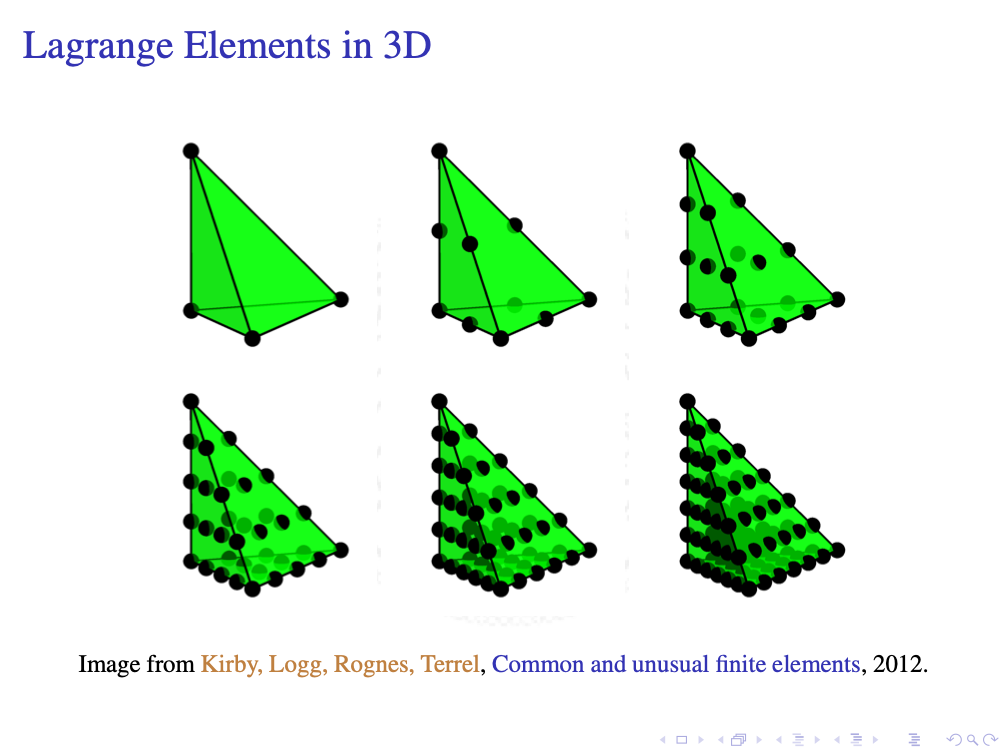 Lagrange Elements in 3D
Image from Kirby, Logg, Rognes, Terrel, Common and unusual finite elements, 2012.